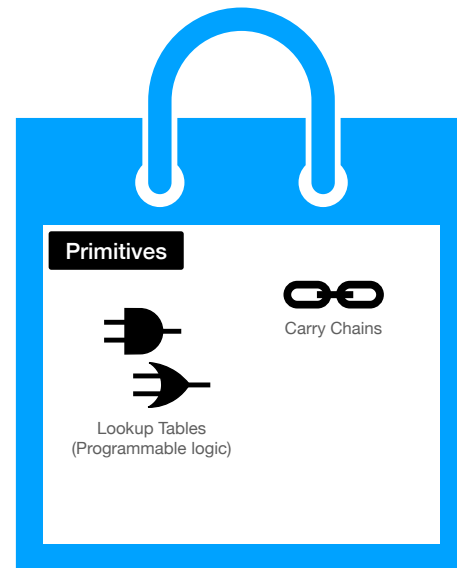 Primitives
Carry Chains
Lookup Tables
(Programmable logic)